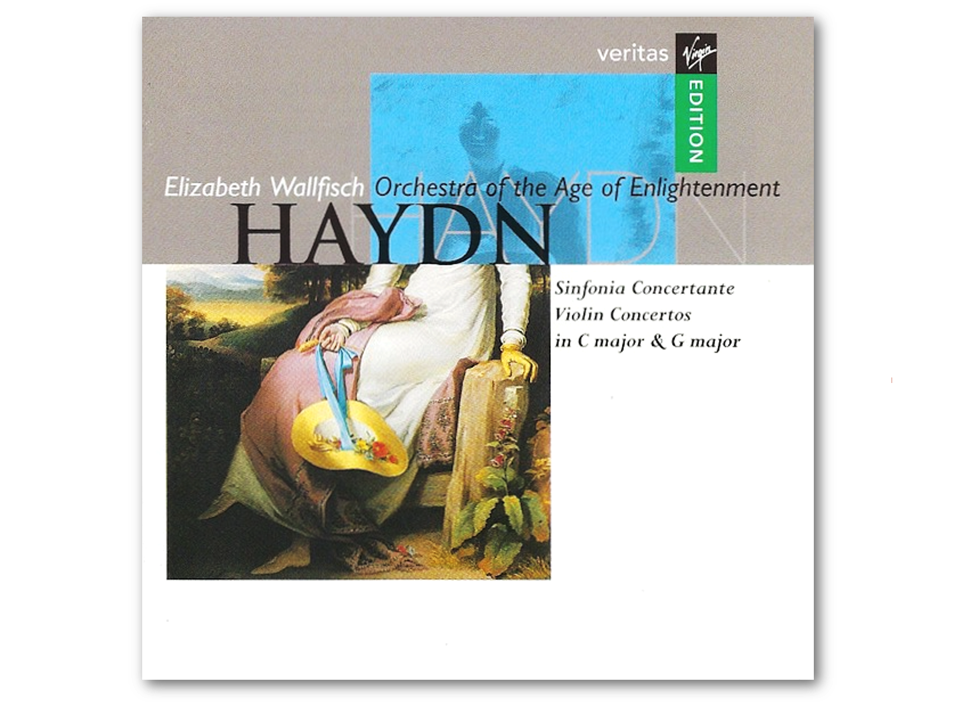 veritas Virgin
EDITION
Elizabeth Wallfisch Orchestra of the Age of Enlightenment
HAYDN
HAYDN
Sinfonia Concertante
Violin Concertos
in C major & G major